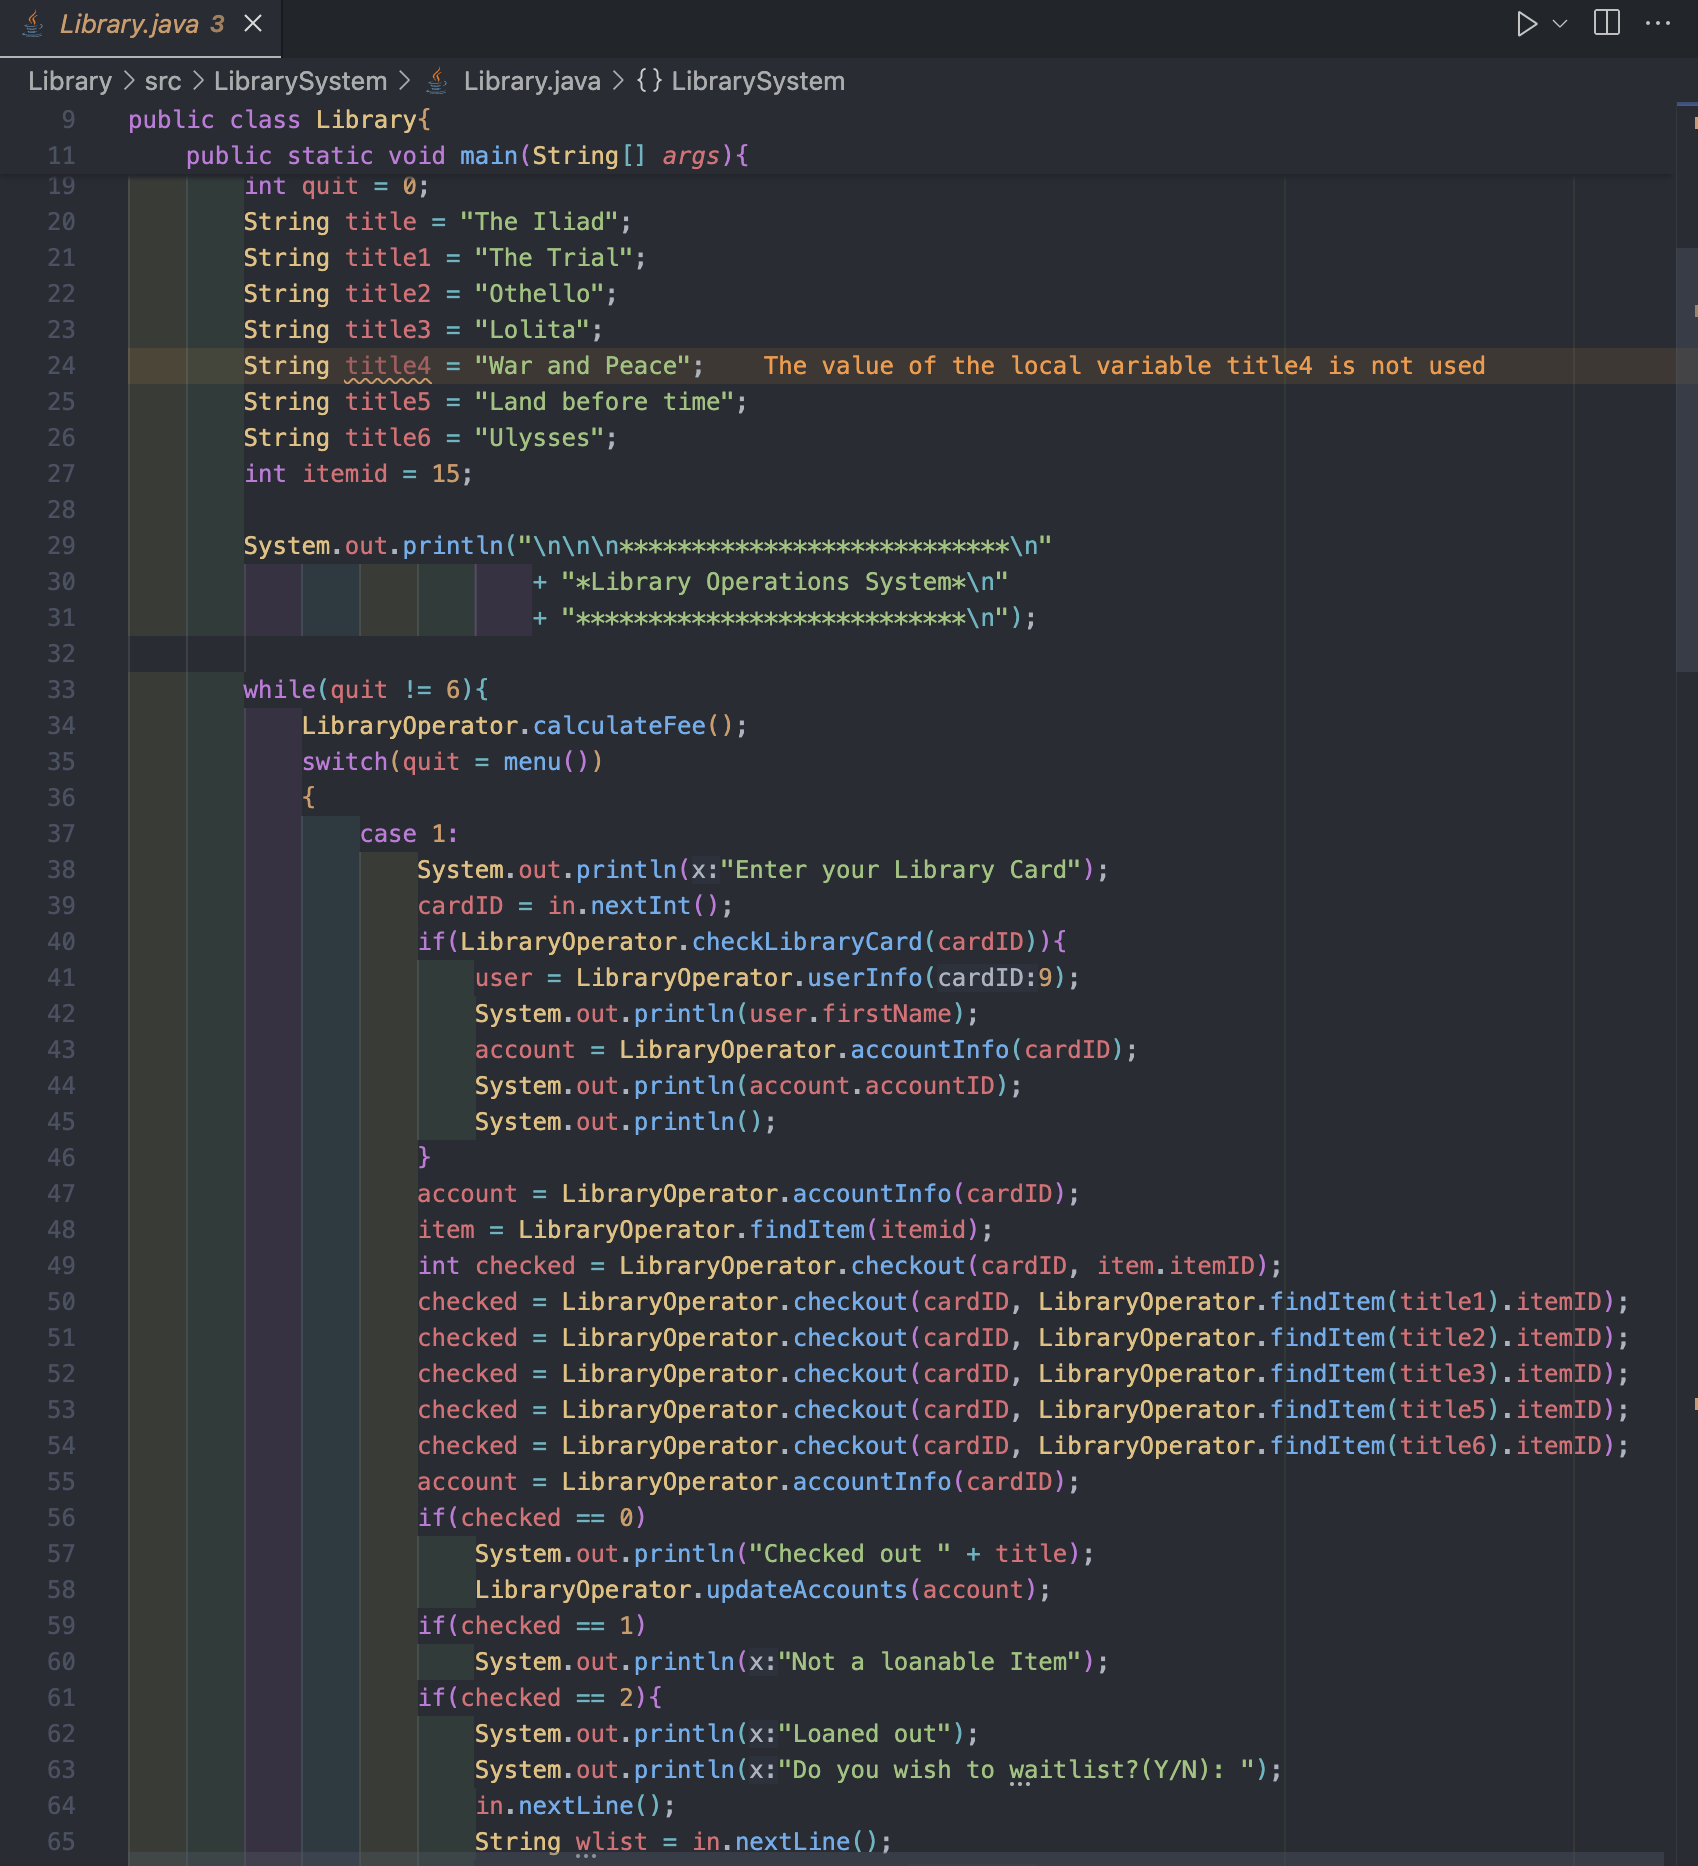 Library.java 3
Library > src > LibrarySystem > Library.java > {} LibrarySystem
9 public class Library{
11 public static void main(String[] args){
19 int quit = 0;
20 String title = "The Iliad";
21 String title1 = "The Trial";
22 String title2 = "Othello";
23 String title3 = "Lolita";
24 String title4 = "War and Peace"; The value of the local variable title4 is not used
25 String title5 = "Land before time";
26 String title6 = "Ulysses";
27 int itemid = 15;
28
29 System.out.println("\n\n\n***************************\n"
30 + "*Library Operations System*\n"
31 + "***************************\n");
32
33 while(quit != 6){
34 LibraryOperator.calculateFee();
35 switch(quit = menu())
36 {
37 case 1:
38 System.out.println(x:"Enter your Library Card");
39 cardID = in.nextInt();
40 if(LibraryOperator.checkLibraryCard(cardID)){
41 user = LibraryOperator.userInfo(cardID:9);
42 System.out.println(user.firstName);
43 account = LibraryOperator.accountInfo(cardID);
44 System.out.println(account.accountID);
45 System.out.println();
46 }
47 account = LibraryOperator.accountInfo(cardID);
48 item = LibraryOperator.findItem(itemid);
49 int checked = LibraryOperator.checkout(cardID, item.itemID);
50 checked = LibraryOperator.checkout(cardID, LibraryOperator.findItem(title1).itemID);
51 checked = LibraryOperator.checkout(cardID, LibraryOperator.findItem(title2).itemID);
52 checked = LibraryOperator.checkout(cardID, LibraryOperator.findItem(title3).itemID);
53 checked = LibraryOperator.checkout(cardID, LibraryOperator.findItem(title5).itemID);
54 checked = LibraryOperator.checkout(cardID, LibraryOperator.findItem(title6).itemID);
55 account = LibraryOperator.accountInfo(cardID);
56 if(checked == 0)
57 System.out.println("Checked out " + title);
58 LibraryOperator.updateAccounts(account);
59 if(checked == 1)
60 System.out.println(x:"Not a loanable Item");
61 if(checked == 2){
62 System.out.println(x:"Loaned out");
63 System.out.println(x:"Do you wish to waitlist?(Y/N): ");
64 in.nextLine();
65 String wlist = in.nextLine();